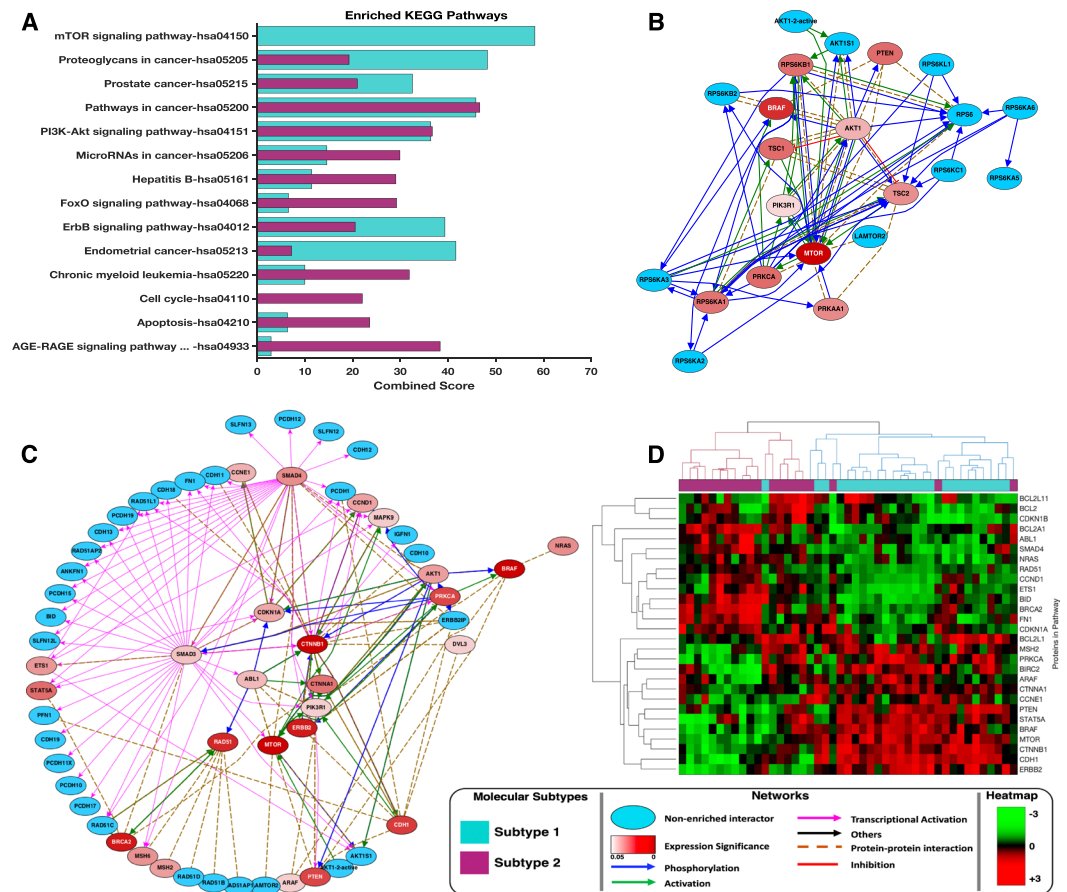 A
Enriched KEGG Pathways
mTOR signaling pathway-hsa04150
Proteoglycans in cancer-hsa05205
Prostate cancer-hsa05215
Pathways in cancer-hsa05200
PI3K-Akt signaling pathway-hsa04151
MicroRNAs in cancer-hsa05206
Hepatitis B-hsa05161
FoxO signaling pathway-hsa04068
ErbB signaling pathway-hsa04012
Endometrial cancer-hsa05213
Chronic myeloid leukemia-hsa05220
Cell cycle-hsa04110
Apoptosis-hsa04210
AGE-RAGE signaling pathway ... -hsa04933
0 10 20 30 40 50 60 70
Combined Score
B
AKT1-2-active
AKT1S1
PTEN
RPS6KB1
RPS6KL1
RPS6KB2
BRAF
RPS6
RPS6KA6
AKT1
TSC1
RPS6KC1
RPS6KA5
TSC2
PIK3R1
LAMTOR2
MTOR
PRKCA
RPS6KA3
RPS6KA1
PRKAA1
RPS6KA2
C
SLFN13
PCDH12
SLFN12
CDH12
SMAD4
CCNE1
CDH11
FN1
CDH18
RAD51L1
PCDH19
CDH13
RAD51AP2
ANKFN1
PCDH15
BID
SLFN12L
ETS1
STAT5A
PFN1
CDH19
PCDH11X
PCDH10
PCDH17
RAD51C
BRCA2
MSH6
MSH2
RAD51D
RAD51B
AD51AP1
AMTOR2
ARAF
PTEN
KT1-2-active
AKT1S1
CDH1
PCDH1
CCND1
MAPK9
IGFN1
CDH10
AKT1
PRKCA
ERBB2IP
DVL3
BRAF
NRAS
CDKN1A
CTNNB1
SMAD3
ABL1
CTNNA1
PIK3R1
ERBB2
MTOR
RAD51
D
BCL2L11
BCL2
CDKN1B
BCL2A1
ABL1
SMAD4
NRAS
RAD51
CCND1
ETS1
BID
BRCA2
FN1
CDKN1A
BCL2L1
MSH2
PRKCA
BIRC2
ARAF
CTNNA1
CCNE1
PTEN
STAT5A
BRAF
MTOR
CTNNB1
CDH1
ERBB2
Proteins in Pathway
Molecular Subtypes
Subtype 1
Subtype 2
Networks
Non-enriched interactor
Expression Significance
0.05 0
Phosphorylation
Activation
Transcriptional Activation
Others
Protein-protein interaction
Inhibition
Heatmap
-3
0
+3